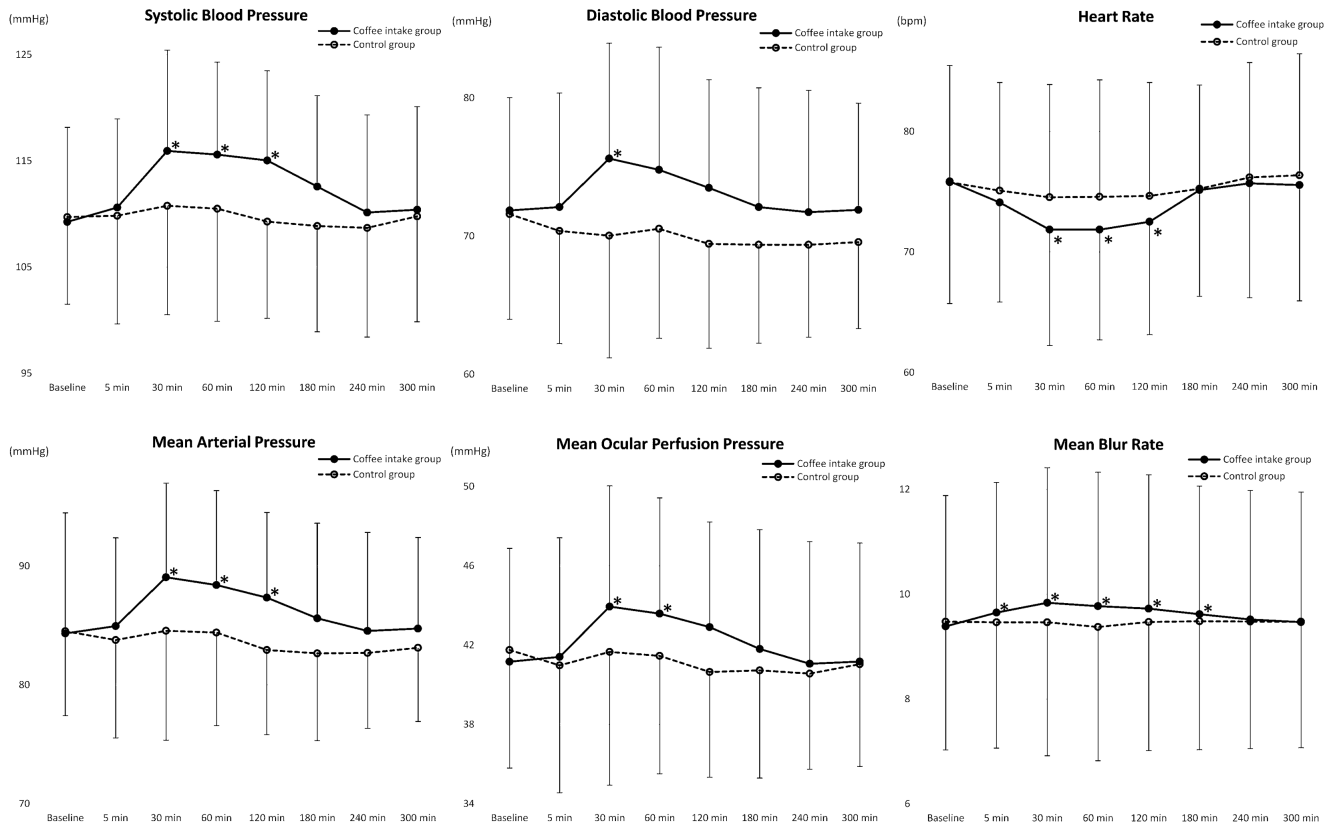 Systolic Blood Pressure
(mmHg)
Coffee intake group
Control group
125
115
105
95
* * *
Baseline 5 min 30 min 60 min 120 min 180 min 240 min 300 min
Diastolic Blood Pressure
(mmHg)
Coffee intake group
Control group
80
70
60
*
Baseline 5 min 30 min 60 min 120 min 180 min 240 min 300 min
Heart Rate
(bpm)
Coffee intake group
Control group
80
70
60
* * *
Baseline 5 min 30 min 60 min 120 min 180 min 240 min 300 min
Mean Arterial Pressure
(mmHg)
Coffee intake group
Control group
90
80
70
* * *
Baseline 5 min 30 min 60 min 120 min 180 min 240 min 300 min
Mean Ocular Perfusion Pressure
(mmHg)
Coffee intake group
Control group
50
46
42
38
34
* *
Baseline 5 min 30 min 60 min 120 min 180 min 240 min 300 min
Mean Blur Rate
Coffee intake group
Control group
12
10
8
6
* * * * *
Baseline 5 min 30 min 60 min 120 min 180 min 240 min 300 min